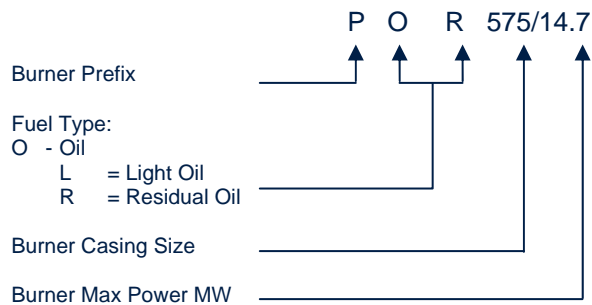 P O R 575/14.7
Burner Prefix
Fuel Type:
O - Oil
L = Light Oil
R = Residual Oil
Burner Casing Size
Burner Max Power MW